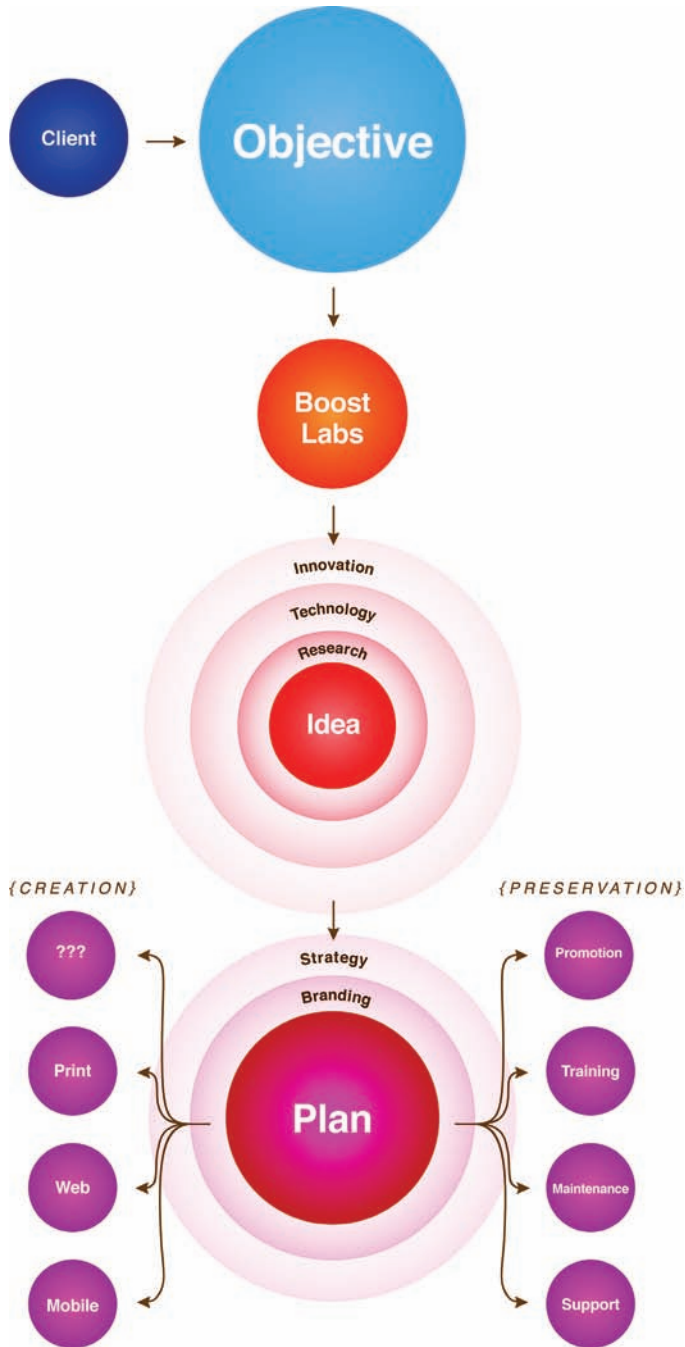 Client
Objective
Boost
Labs
Innovation
Technology
Research
Idea
{CREATION}
{PRESERVATION}
???
Print
Web
Mobile
Strategy
Branding
Plan
Promotion
Training
Maintenance
Support